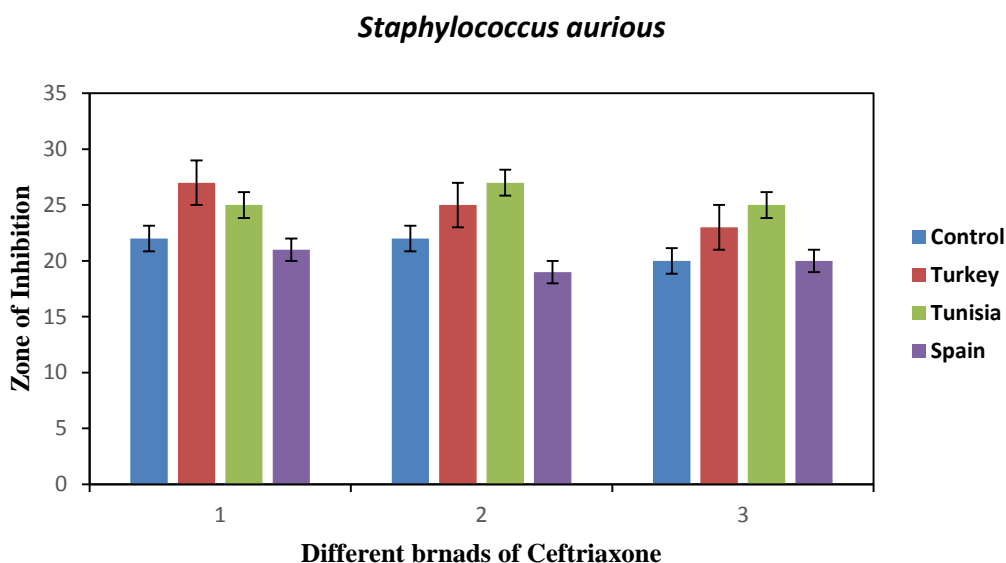 Staphylococcus aurious
Zone of Inhibition
35
30
25
20
15
10
5
0
1 2 3
Different brnads of Ceftriaxone
Control
Turkey
Tunisia
Spain